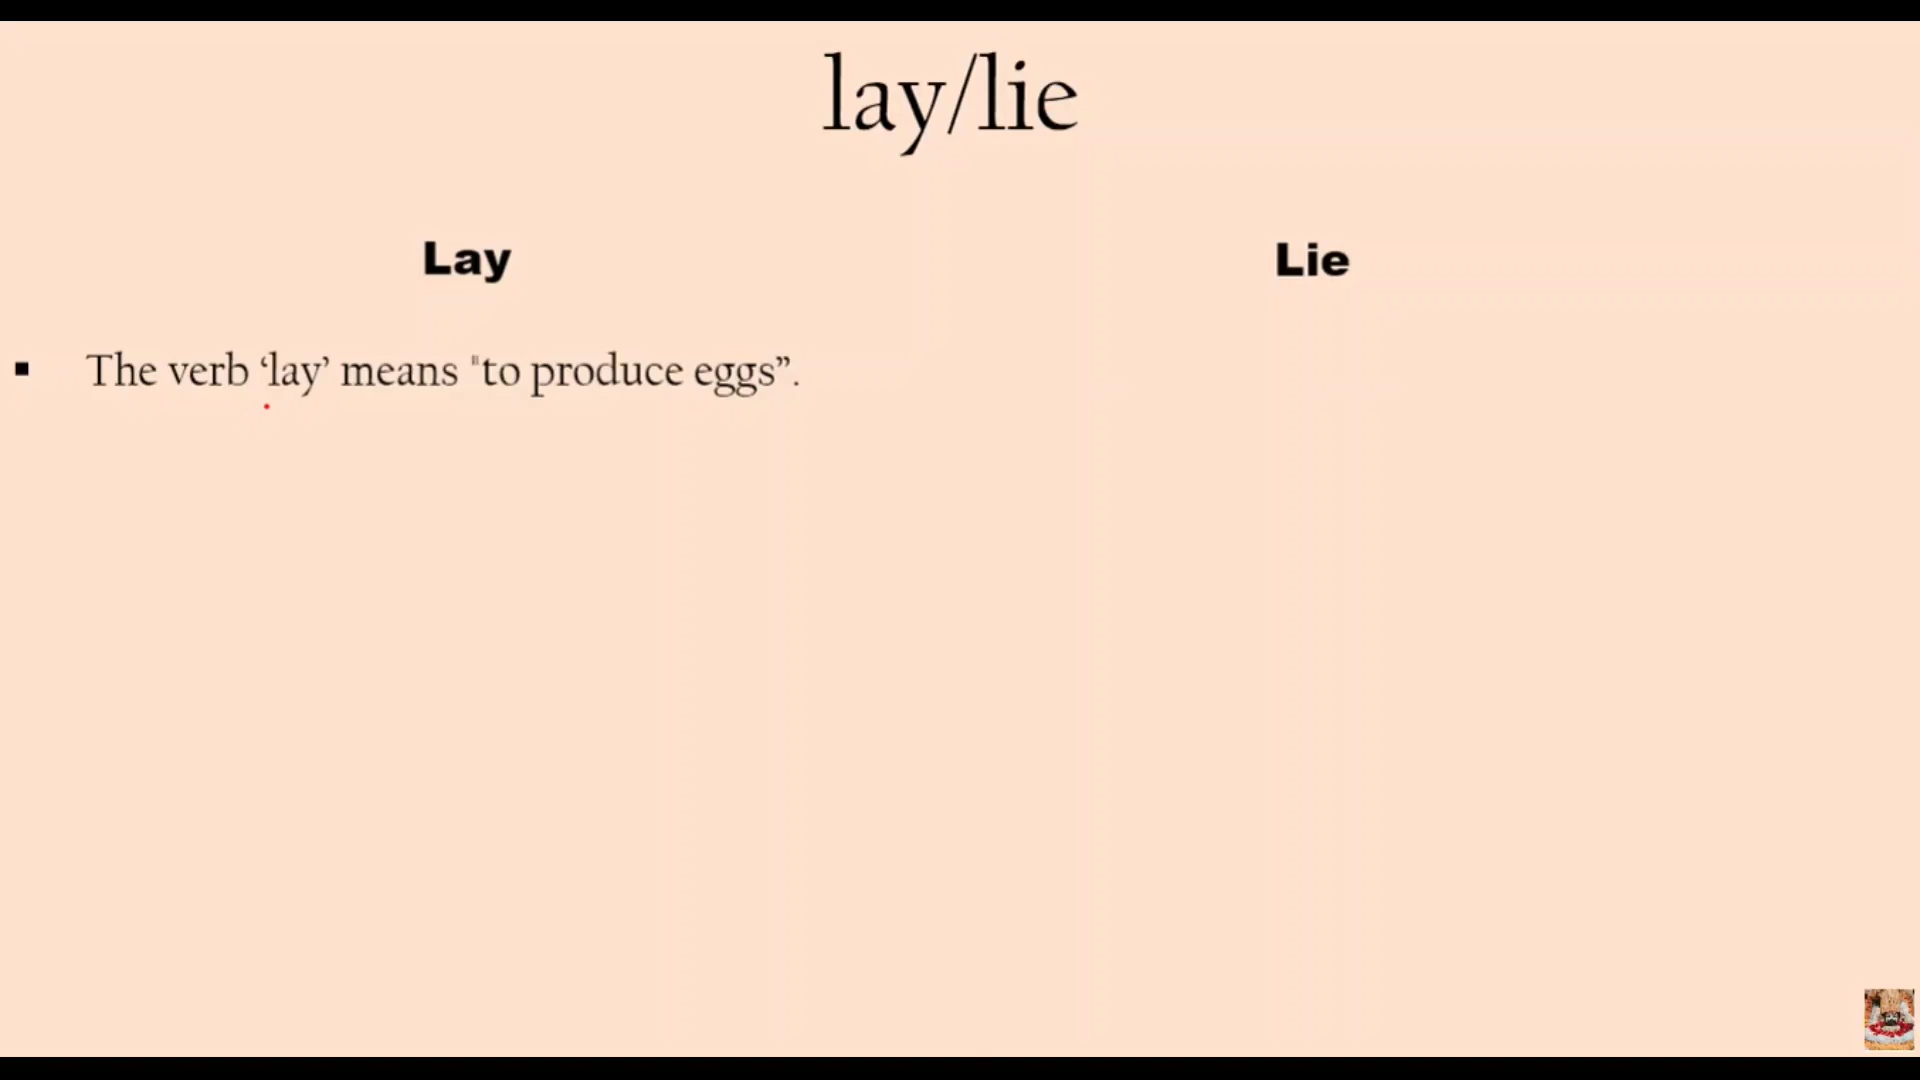 lay/lie
Lay
Lie
▪ The verb ‘lay’ means "to produce eggs”.